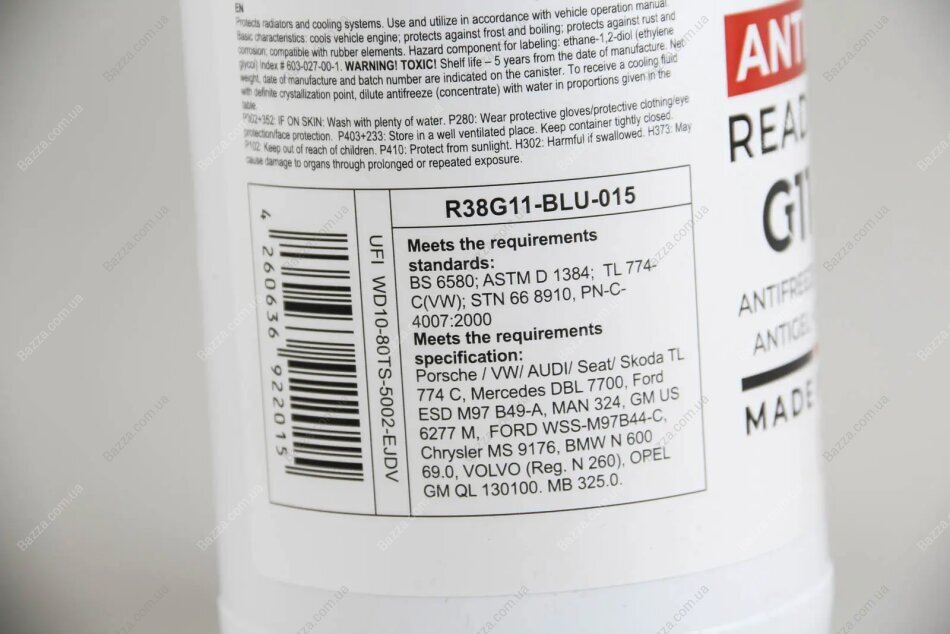 EN
Protects radiators and cooling systems. Use and utilize in accordance with vehicle operation manual.
Basic characteristics: cools vehicle engine; protects against frost and boiling; protects against rust and
corrosion; compatible with rubber elements. Hazard component for labeling: ethane-1,2-diol (ethylene
glycol) Index # 603-027-00-1. WARNING! TOXIC! Shelf life – 5 years from the date of manufacture. Net
weight, date of manufacture and batch number are indicated on the canister. To receive a cooling fluid
with definite crystallization point, dilute antifreeze (concentrate) with water in proportions given in the
table.
P302+352: IF ON SKIN: Wash with plenty of water. P280: Wear protective gloves/protective clothing/eye
protection/face protection. P403+233: Store in a well ventilated place. Keep container tightly closed.
P102: Keep out of reach of children. P410: Protect from sunlight. H302: Harmful if swallowed. H373: May
cause damage to organs through prolonged or repeated exposure.
4 260636 922015
UFI WD10-80TS-5002-EJDV
R38G11-BLU-015
Meets the requirements
standards:
BS 6580; ASTM D 1384; TL 774-
C(VW); STN 66 8910, PN-C-
4007:2000
Meets the requirements
specification:
Porsche / VW/ AUDI/ Seat/ Skoda TL
774 C, Mercedes DBL 7700, Ford
ESD M97 B49-A, MAN 324, GM US
6277 M, FORD WSS-M97B44-C,
Chrysler MS 9176, BMW N 600
69.0, VOLVO (Reg. N 260), OPEL
GM QL 130100. MB 325.0.
ANT
READ
G11
ANTIFREE
ANTIGEL
MADE
Bazza.com.ua